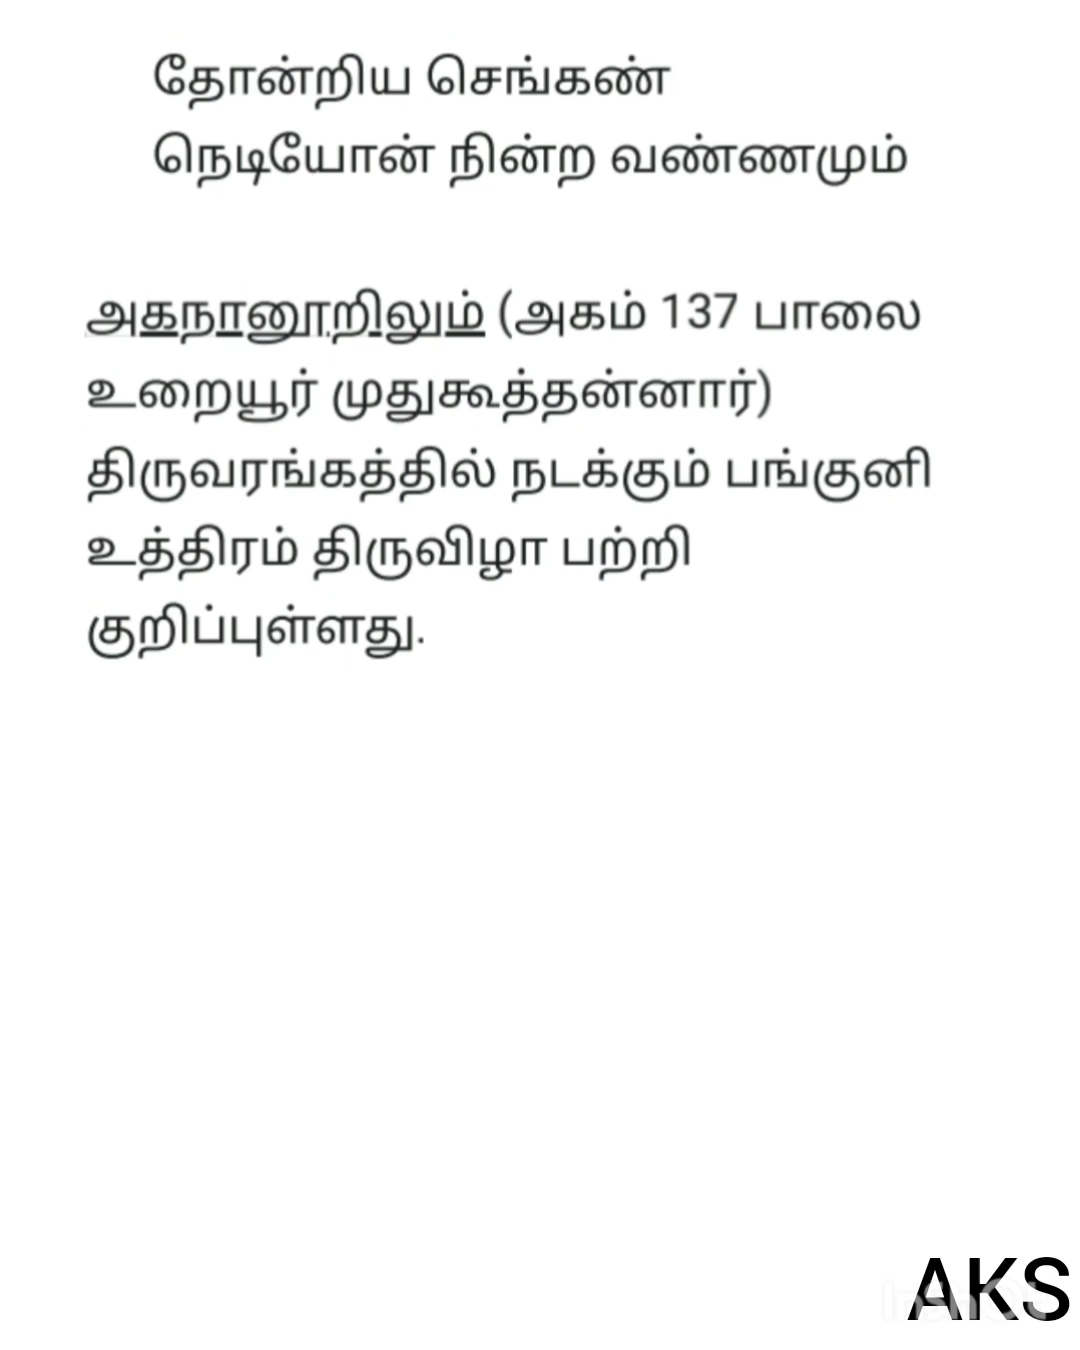 தோன்றிய செங்கண்
நெடியோன் நின்ற வண்ணமும்
அகநானூறிலும் (அகம் 137 பாலை
உறையூர் முதுகூத்தன்னார்)
திருவரங்கத்தில் நடக்கும் பங்குனி
உத்திரம் திருவிழா பற்றி
குறிப்புள்ளது.
AKS